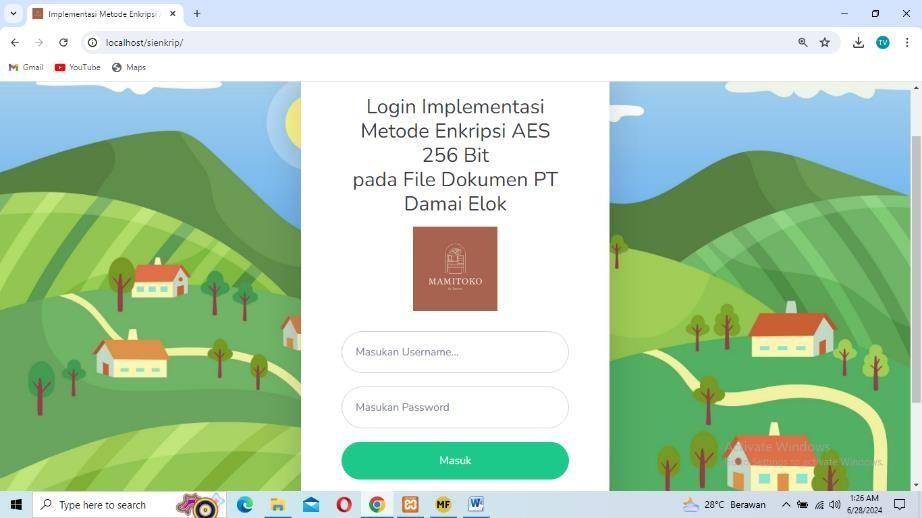 Implementasi Metode Enkripsi A
localhost/sienkrip/
TV
Gmail
YouTube
Maps
Login Implementasi
Metode Enkripsi AES
256 Bit
pada File Dokumen PT
Damai Elok
MAMITOKO
Masukan Username...
Masukan Password
Masuk
Activate Windows
Go to Settings to activate Windows.
Type here to search
MF
28°C Berawan
1:26 AM
6/28/2024